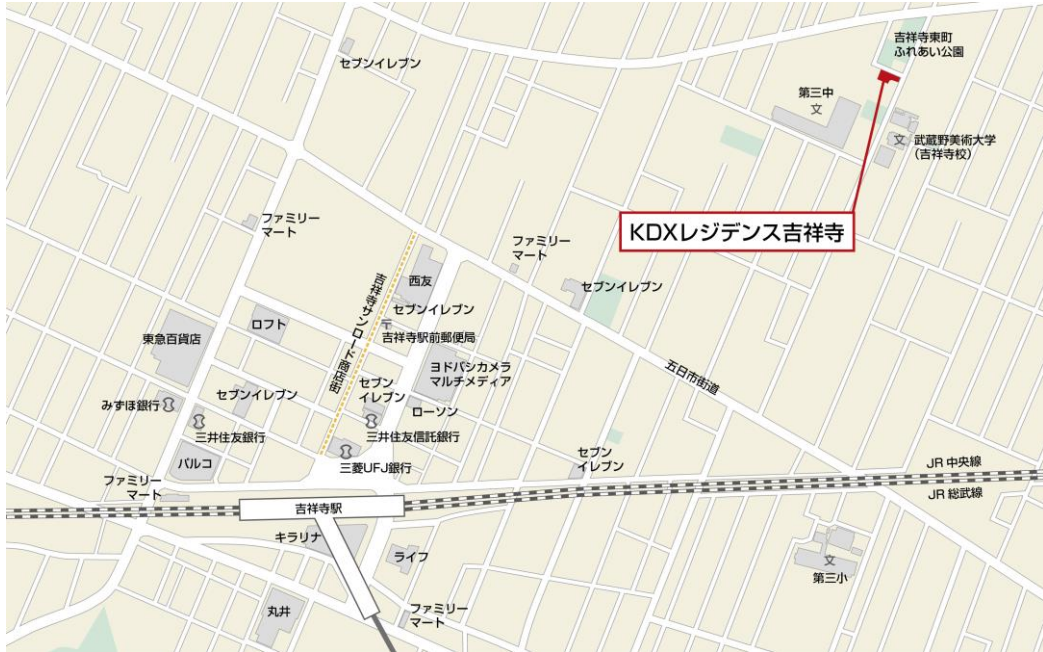 吉祥寺東町
ふれあい公園
セブンイレブン
第三中
文
文
武蔵野美術大学
(吉祥寺校)
KDXレジデンス吉祥寺
ファミリー
マート
ファミリー
マート
西友
セブンイレブン
セブンイレブン
吉祥寺サンロード商店街
〒
吉祥寺駅前郵便局
ロフト
東急百貨店
ヨドバシカメラ
マルチメディア
五日市街道
セブンイレブン
セブン
イレブン
ローソン
みずほ銀行
三井住友銀行
三井住友信託銀行
パルコ
三菱UFJ銀行
セブン
イレブン
ファミリー
マート
JR 中央線
JR 総武線
吉祥寺駅
キラリナ
ライフ
文
第三小
丸井
ファミリー
マート